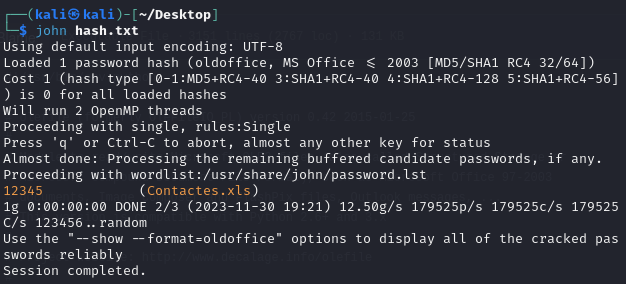 ┌──(kali㉿kali)-[~/Desktop]
└─$ john hash.txt
Using default input encoding: UTF-8
Loaded 1 password hash (oldoffice, MS Office <= 2003 [MD5/SHA1 RC4 32/64])
Cost 1 (hash type [0-1:MD5+RC4-40 3:SHA1+RC4-40 4:SHA1+RC4-128 5:SHA1+RC4-56]
) is 0 for all loaded hashes
Will run 2 OpenMP threads
Proceeding with single, rules:Single
Press 'q' or Ctrl-C to abort, almost any other key for status
Almost done: Processing the remaining buffered candidate passwords, if any.
Proceeding with wordlist:/usr/share/john/password.lst
12345            (Contactes.xls)
1g 0:00:00:00 DONE 2/3 (2023-11-30 19:21) 12.50g/s 179525p/s 179525c/s 179525
C/s 123456..random
Use the "--show --format=oldoffice" options to display all of the cracked pas
swords reliably
Session completed.